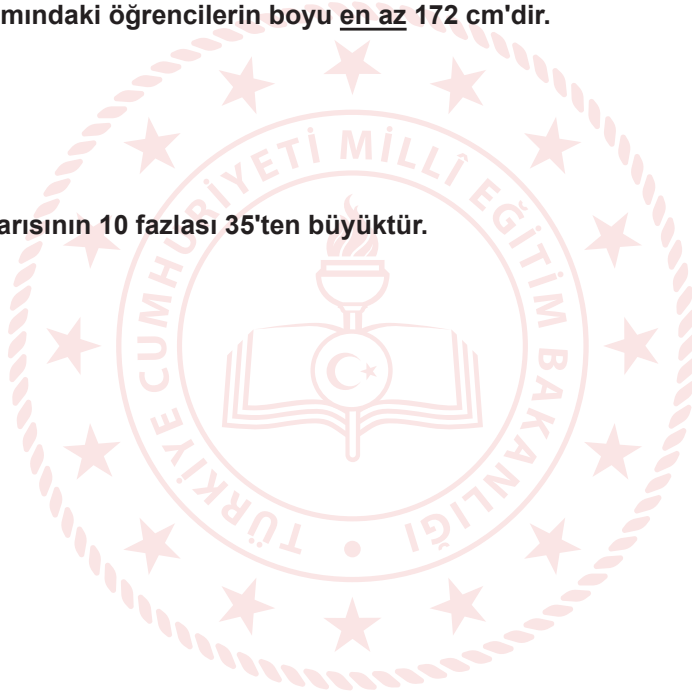 mındaki öğrencilerin boyu en az 172 cm'dir.
arısının 10 fazlası 35'ten büyüktür.
TÜRKİYE CUMHURİYETİ MİLLÎ EĞİTİM BAKANLIĞI